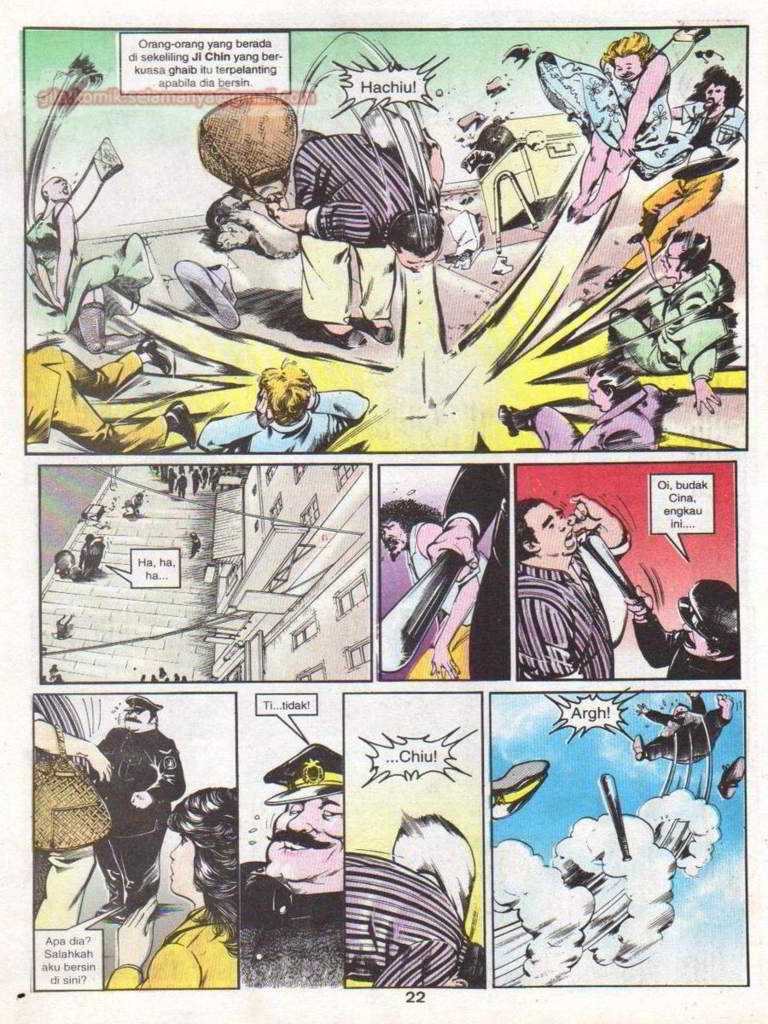 Orang-orang yang berada
di sekeliling Ji Chin yang ber-
kuasa ghaib itu terpelanting
apabila dia bersin.
Hachiu!
Ha, ha,
ha...
Oi, budak
Cina,
engkau
ini....
Apa dia?
Salahkah
aku bersin
di sini?
Ti...tidak!
...Chiu!
Argh!
22